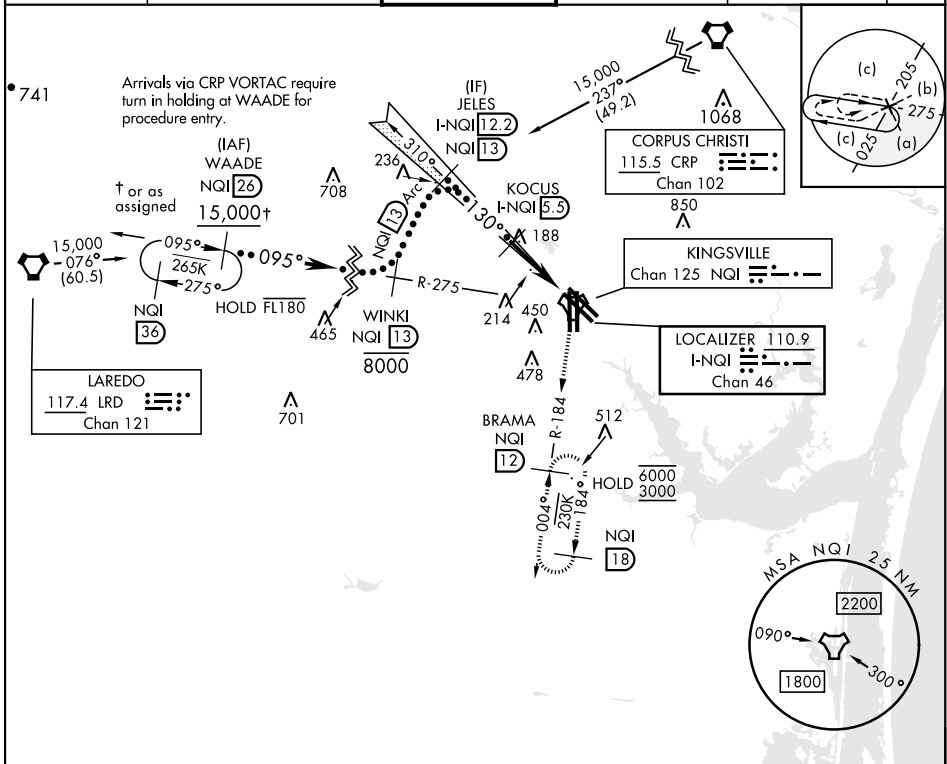 741
Arrivals via CRP VORTAC require
turn in holding at WAADE for
procedure entry.
(IAF)
WAADE
NQI 26
15,000†
† or as
assigned
15,000
076°
(60.5)
095°
265K
275°
HOLD FL180
NQI
36
095°
LAREDO
117.4 LRD
Chan 121
708
465
701
236
310°
NQI 13 Arc
(IF)
JELES
I-NQI 12.2
NQI 13
130°
KOCUS
I-NQI 5.5
188
WINKI
NQI 13
8000
R-275
214
450
478
15,000
237°
(49.2)
1068
CORPUS CHRISTI
115.5 CRP
Chan 102
850
KINGSVILLE
Chan 125 NQI
LOCALIZER 110.9
I-NQI
Chan 46
R-184
BRAMA
NQI
12
512
HOLD 6000
3000
004°
230K
184°
NQI
18
(c)
205
(b)
275
(a)
(c)
025
MSA NQI 25 NM
2200
090°
1800
300°